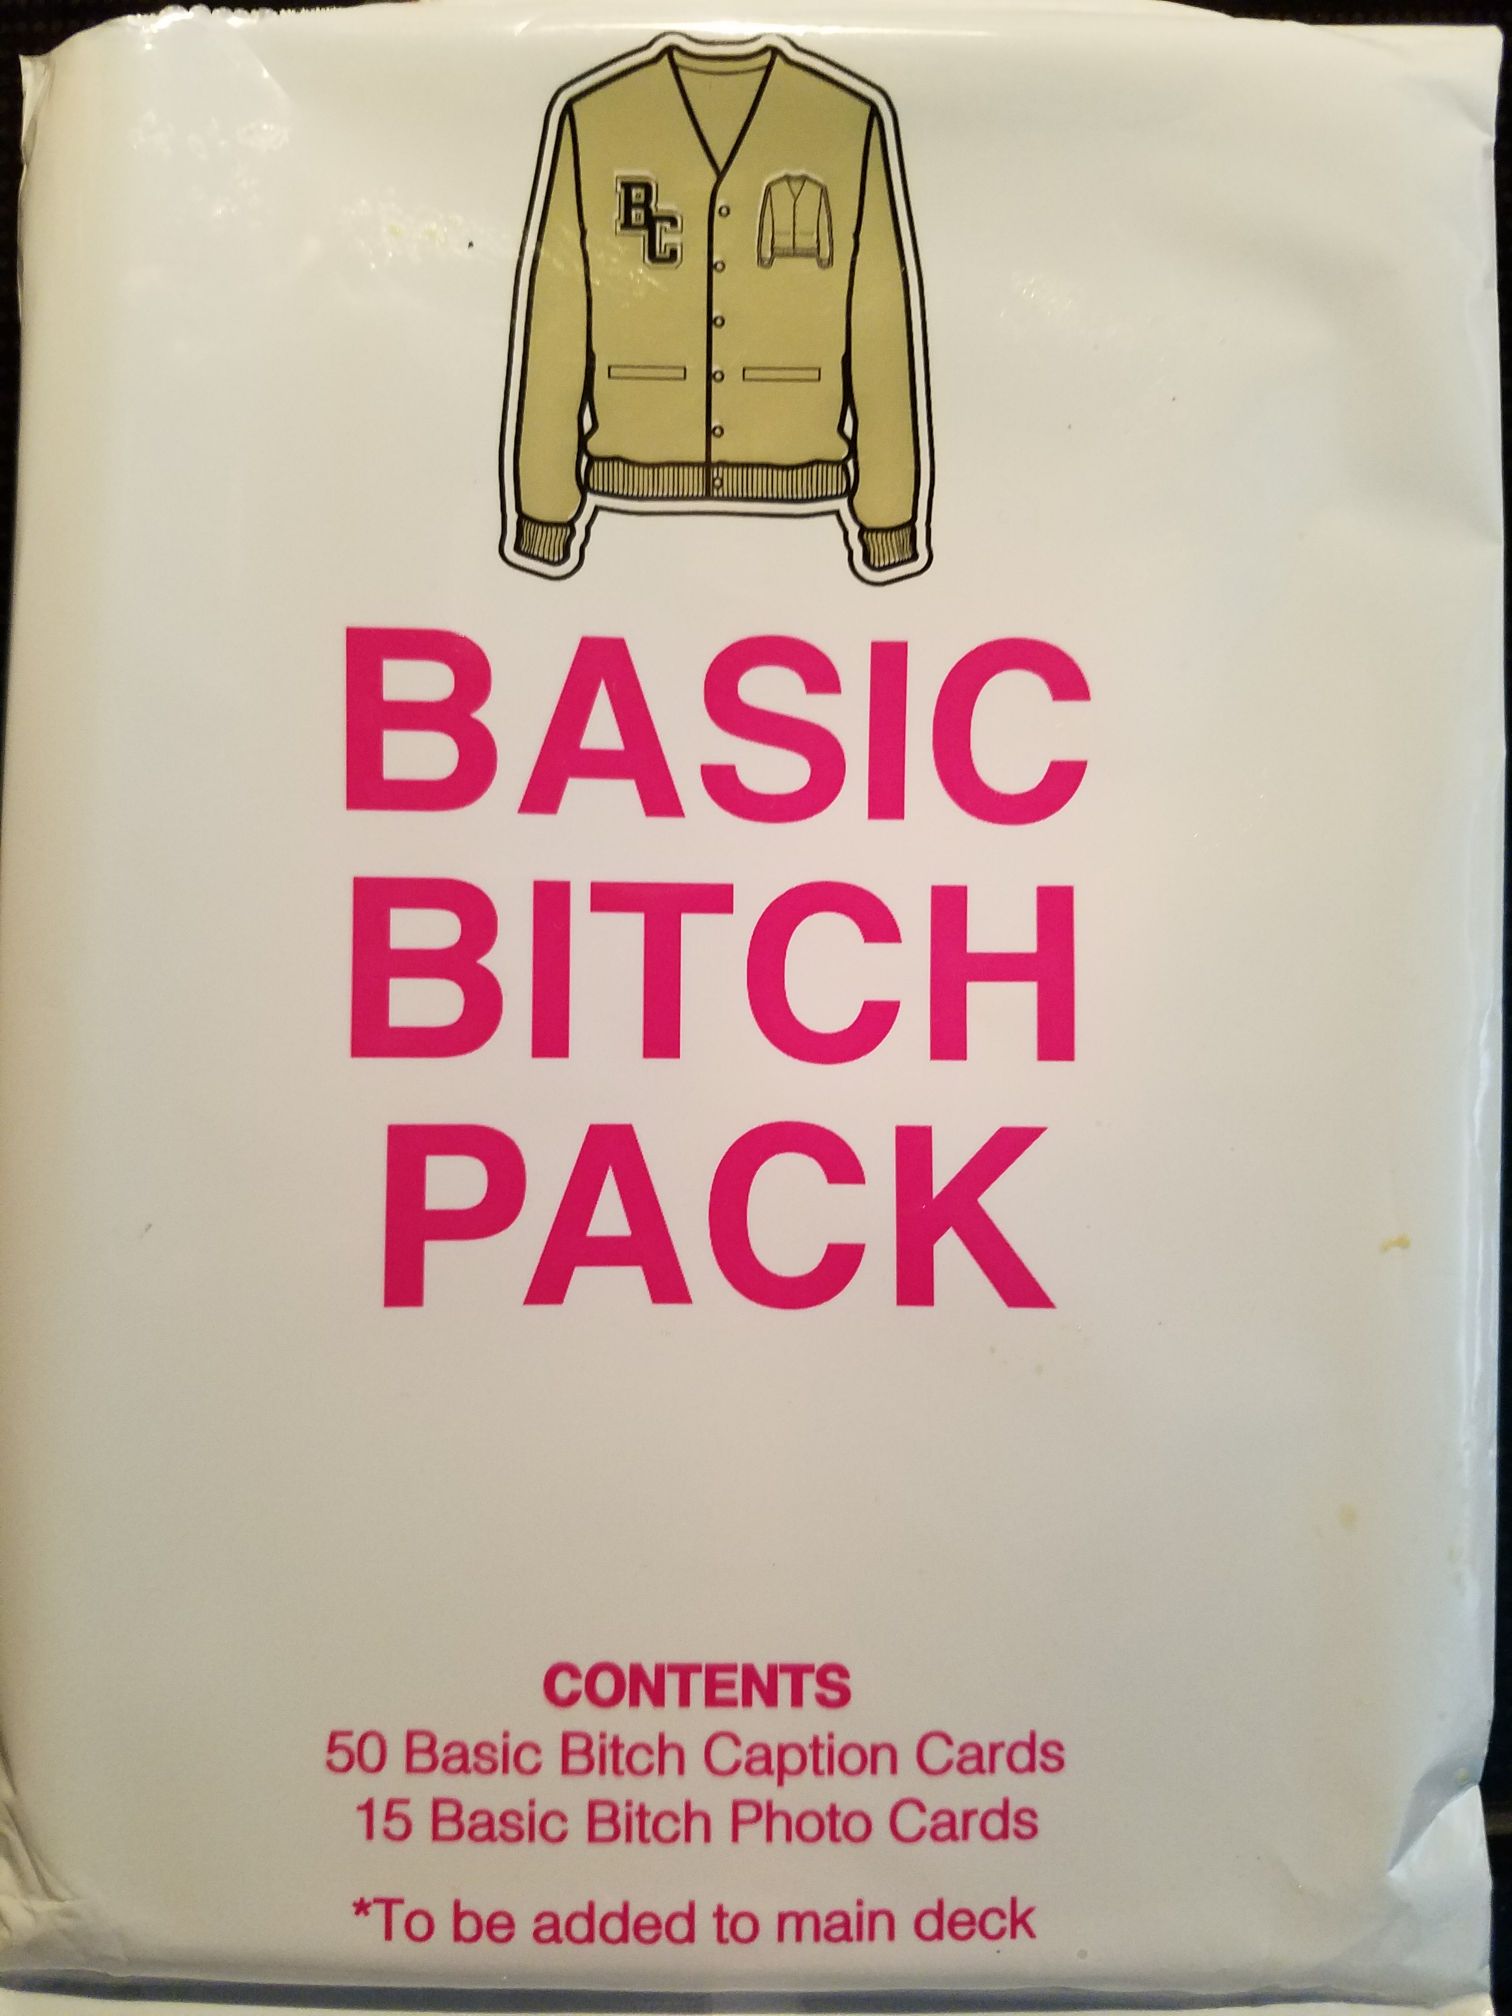 BC
BASIC
BITCH
PACK
CONTENTS
50 Basic Bitch Caption Cards
15 Basic Bitch Photo Cards
*To be added to main deck